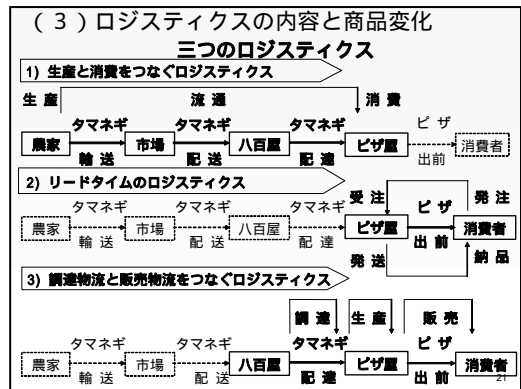 （３）ロジスティクスの内容と商品変化
三つのロジスティクス
1) 生産と消費をつなぐロジスティクス
生 産 流 通 消 費
タマネギ タマネギ タマネギ ピ ザ
農家 市場 八百屋 ピザ屋 消費者
輸 送 配 送 配 達 出前
2) リードタイムのロジスティクス
受 注 発 注
タマネギ タマネギ タマネギ ピ ザ
農家 市場 八百屋 ピザ屋 消費者
輸 送 配 送 配 達 出 前
発 送 納 品
3) 調達物流と販売物流をつなぐロジスティクス
調 達 生 産 販 売
タマネギ タマネギ タマネギ ピ ザ
農家 市場 八百屋 ピザ屋 消費者
輸 送 配 送 配 達 出 前 21